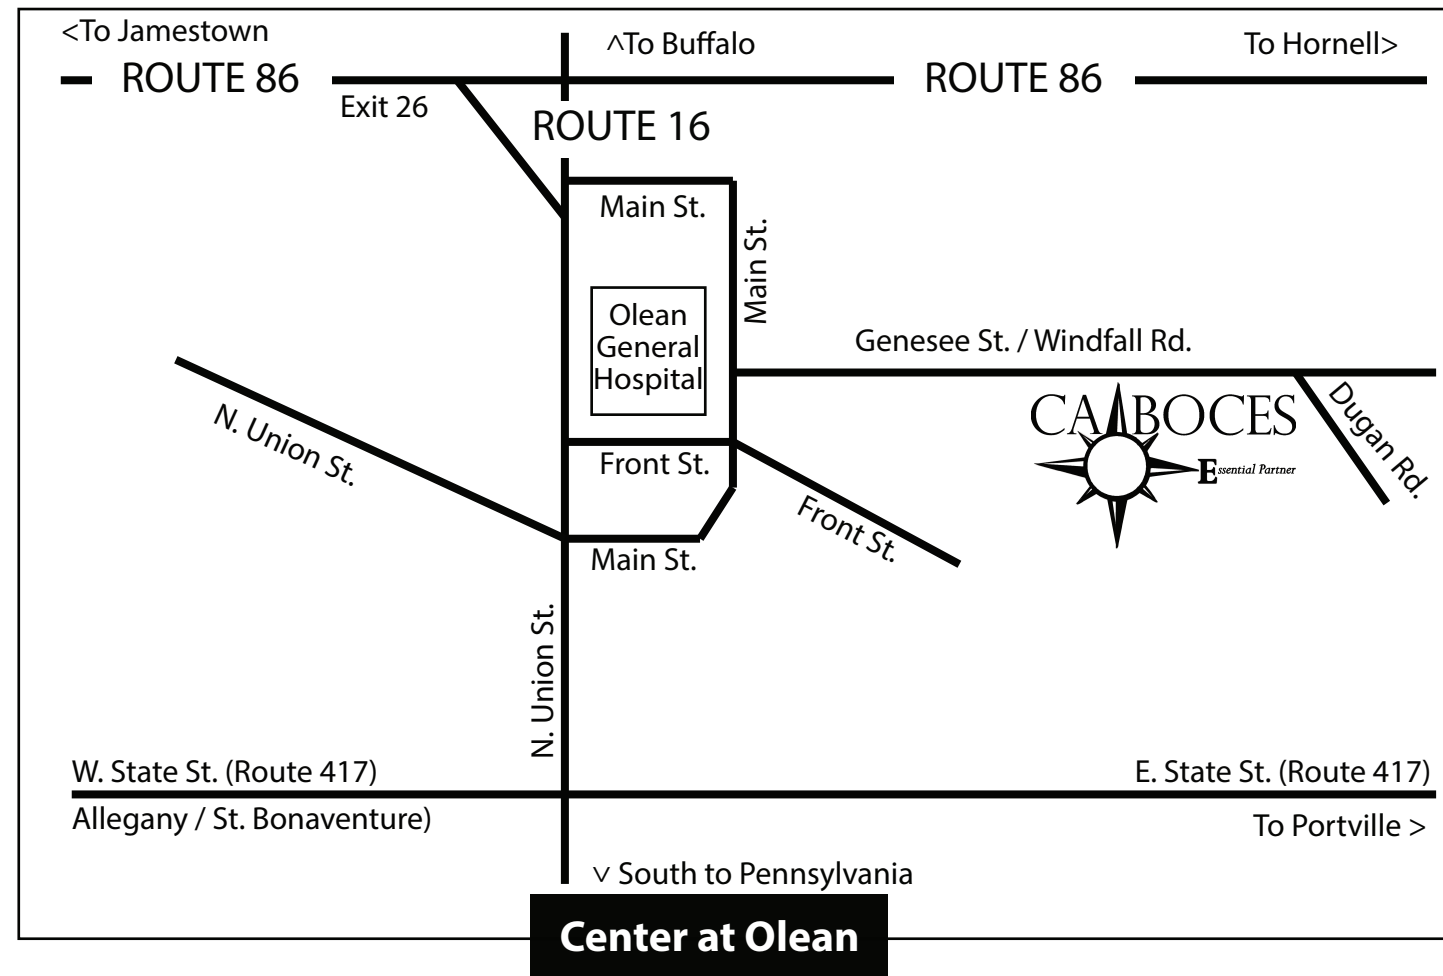 <To Jamestown
^To Buffalo
To Hornell>
ROUTE 86
ROUTE 86
Exit 26
ROUTE 16
Main St.
Main St.
Olean
General
Hospital
Genesee St. / Windfall Rd.
CA BOCES
Essential Partner
Dugan Rd.
N. Union St.
Front St.
Front St.
Main St.
N. Union St.
W. State St. (Route 417)
E. State St. (Route 417)
Allegany / St. Bonaventure)
To Portville >
v South to Pennsylvania
Center at Olean